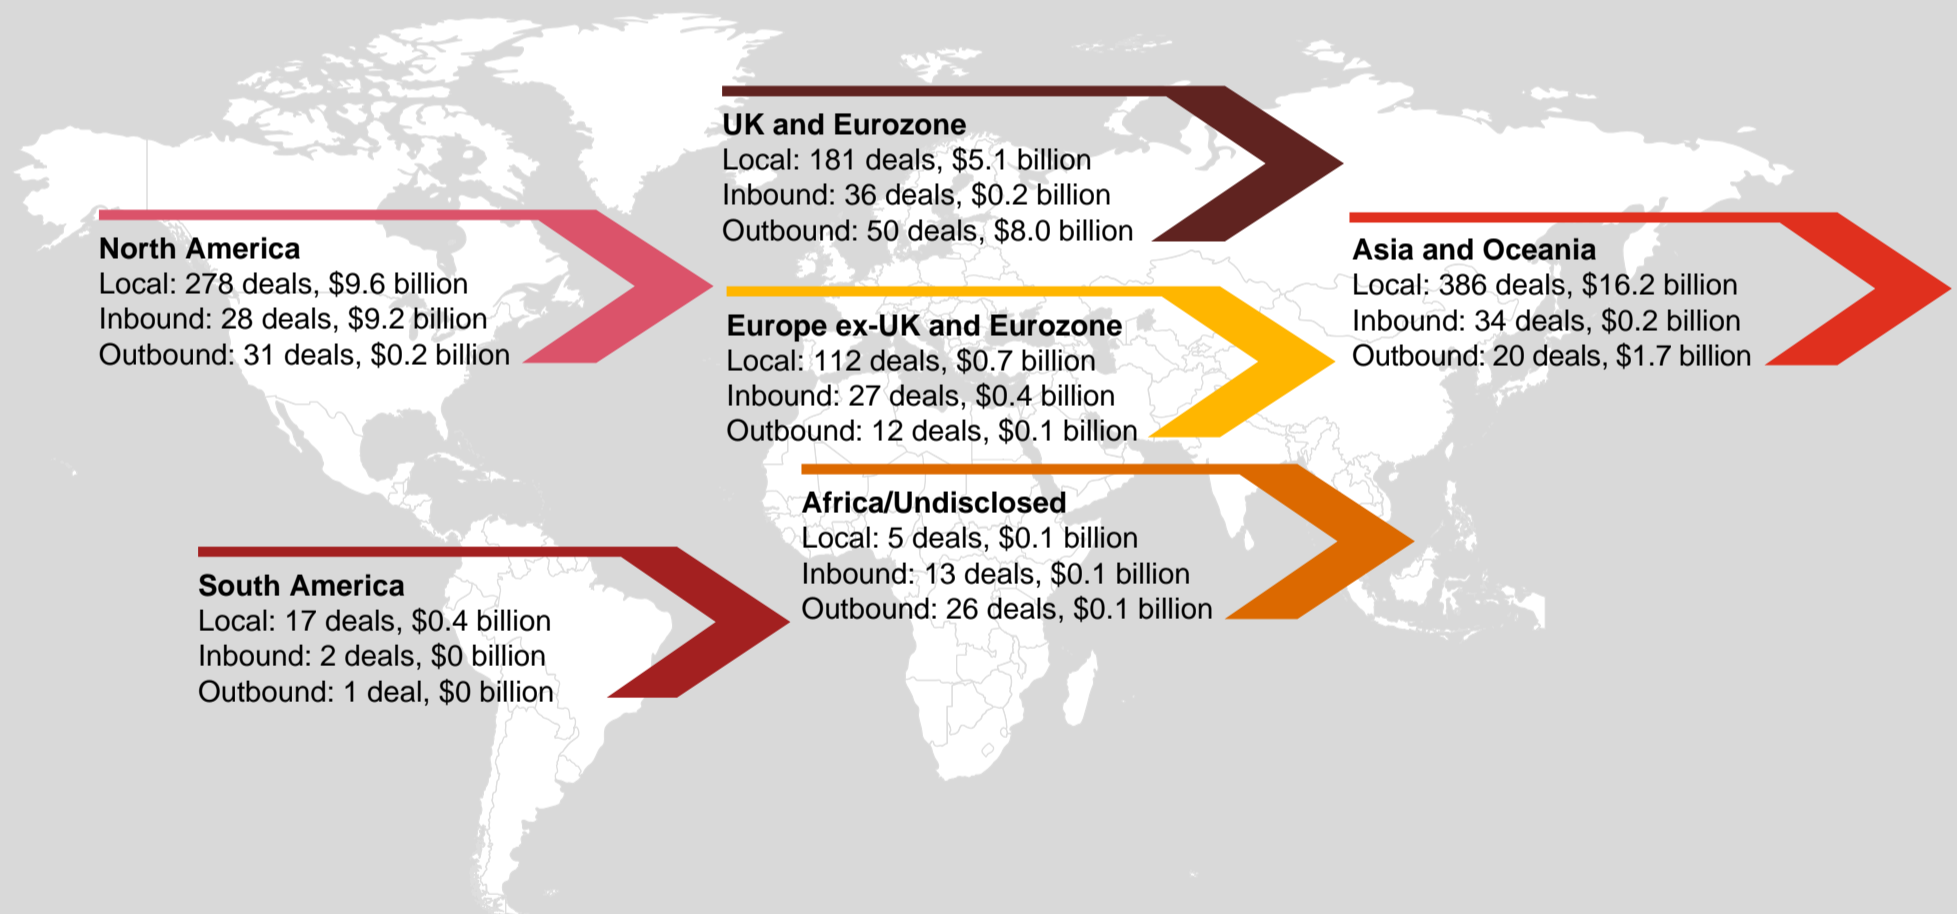 UK and Eurozone
Local: 181 deals, $5.1 billion
Inbound: 36 deals, $0.2 billion
Outbound: 50 deals, $8.0 billion
North America
Local: 278 deals, $9.6 billion
Inbound: 28 deals, $9.2 billion
Outbound: 31 deals, $0.2 billion
Asia and Oceania
Local: 386 deals, $16.2 billion
Inbound: 34 deals, $0.2 billion
Outbound: 20 deals, $1.7 billion
Europe ex-UK and Eurozone
Local: 112 deals, $0.7 billion
Inbound: 27 deals, $0.4 billion
Outbound: 12 deals, $0.1 billion
Africa/Undisclosed
Local: 5 deals, $0.1 billion
Inbound: 13 deals, $0.1 billion
Outbound: 26 deals, $0.1 billion
South America
Local: 17 deals, $0.4 billion
Inbound: 2 deals, $0 billion
Outbound: 1 deal, $0 billion